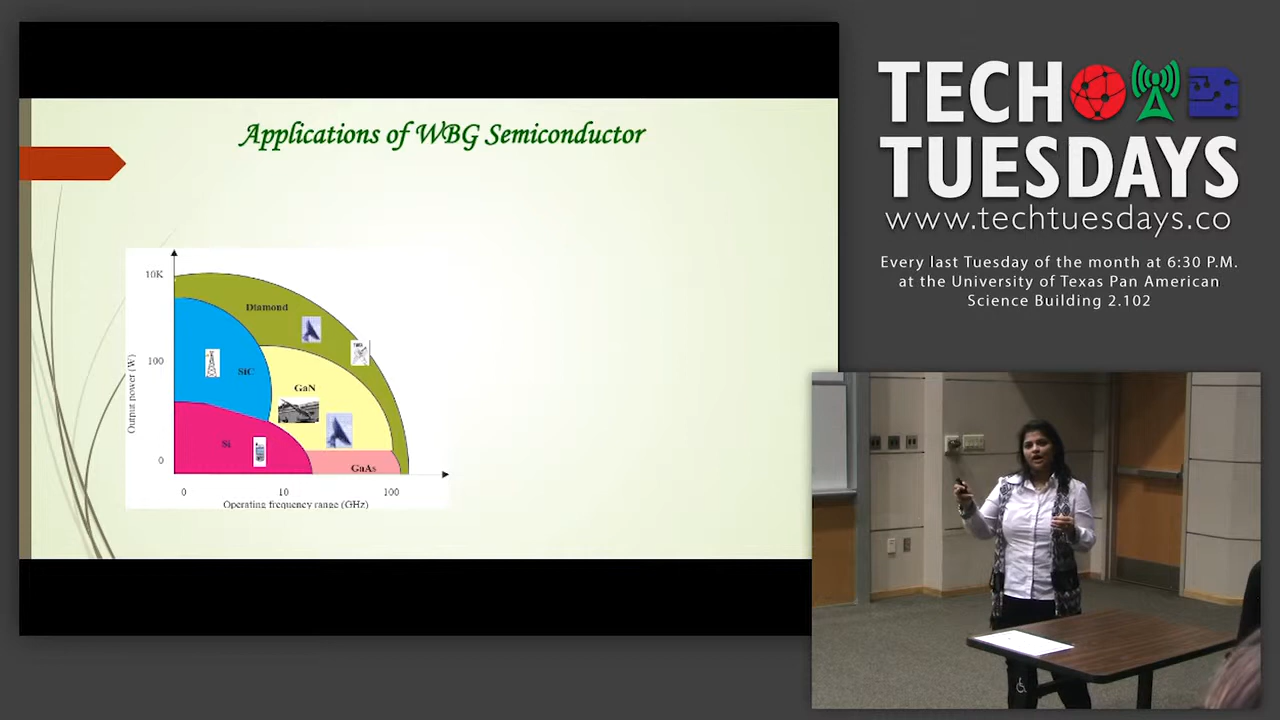 Applications of WBG Semiconductor
10K
100
0
Output power (W)
Diamond
SiC
GaN
Si
GaAs
0 10 100
Operating frequency range (GHz)
TECH
TUESDAYS
www.techtuesdays.co
Every last Tuesday of the month at 6:30 P.M.
at the University of Texas Pan American
Science Building 2.102